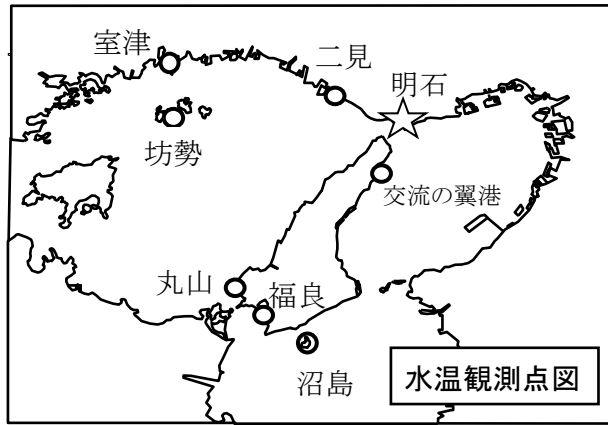 室津
二見
明石
坊勢
交流の翼港
丸山
福良
沼島
水温観測点図